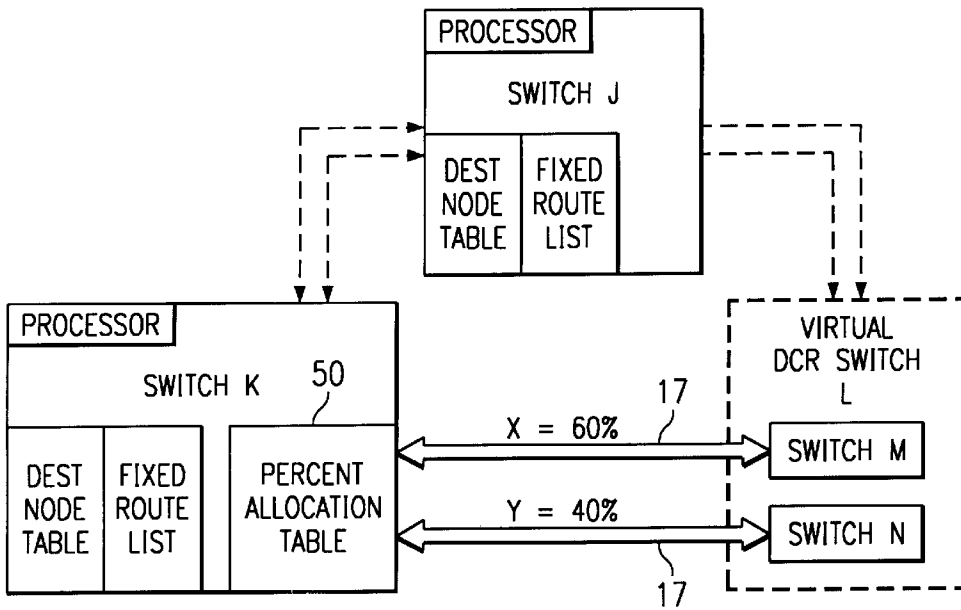 PROCESSOR
SWITCH J
DEST
NODE
TABLE
FIXED
ROUTE
LIST
PROCESSOR
SWITCH K
50
DEST
NODE
TABLE
FIXED
ROUTE
LIST
PERCENT
ALLOCATION
TABLE
X = 60%
17
Y = 40%
17
VIRTUAL
DCR SWITCH
L
SWITCH M
SWITCH N